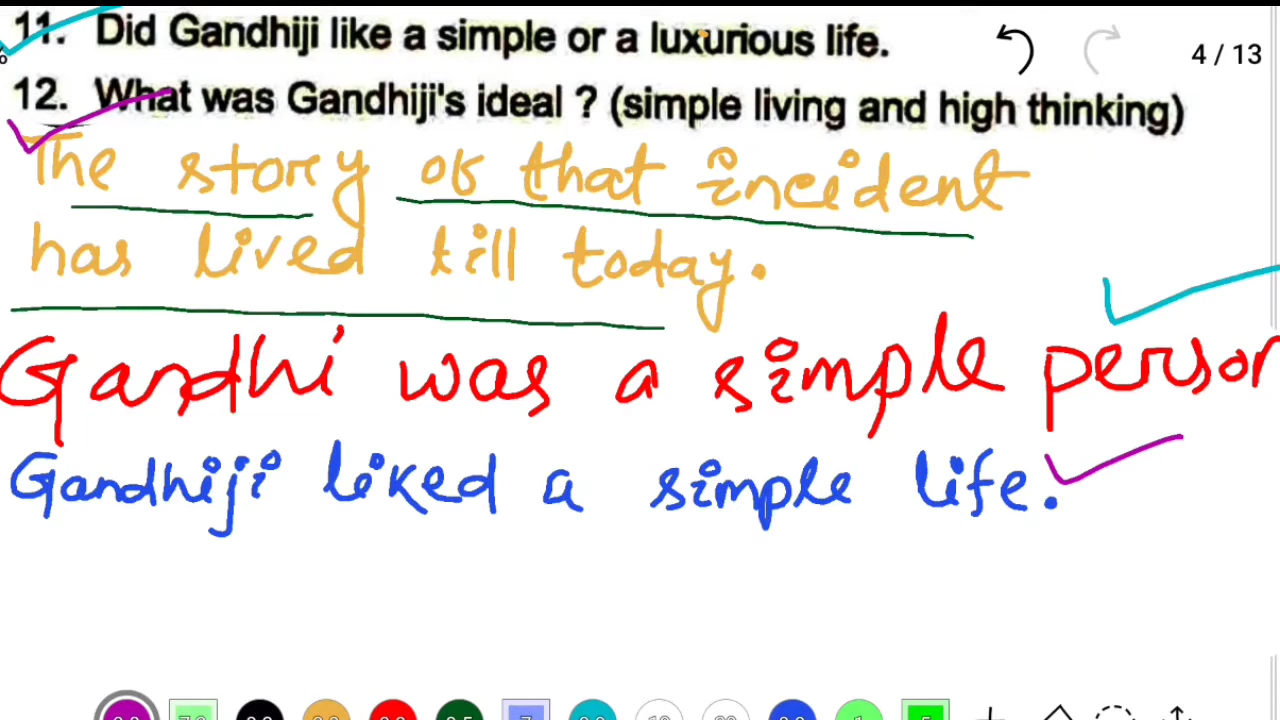 11. Did Gandhiji like a simple or a luxurious life.
4 / 13
12. What was Gandhiji's ideal ? (simple living and high thinking)
The story of that incident
has lived till today.
Gandhi was a simple person
Gandhiji liked a simple life.